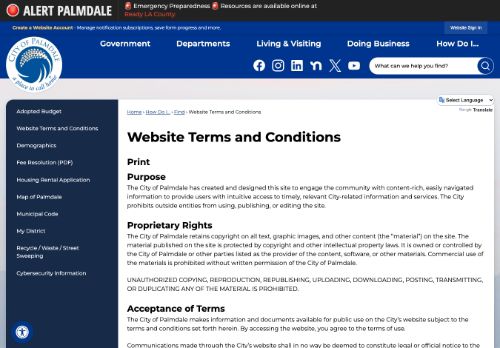 ALERT PALMDALE
🚨 Emergency Preparedness 🚨 Resources are available online at
Ready LA County.
Create a Website Account - Manage notification subscriptions, save form progress and more.
Website Sign In
CITY OF PALMDALE
a place to call home
Government
Departments
Living & Visiting
Doing Business
How Do I...
What can we help you find?
Select Language
Google Translate
Adopted Budget
Website Terms and Conditions
Demographics
Fee Resolution (PDF)
Housing Rental Application
Map of Palmdale
Municipal Code
My District
Recycle / Waste / Street
Sweeping
Cybersecurity Information
Home › How Do I... › Find › Website Terms and Conditions
Website Terms and Conditions
Print
Purpose
The City of Palmdale has created and designed this site to engage the community with content-rich, easily navigated
information to provide users with intuitive access to timely, relevant City-related information and services. The City
prohibits outside entities from using, publishing, or editing the site.
Proprietary Rights
The City of Palmdale retains copyright on all text, graphic images, and other content (the "material") on the site. The
material published on the site is protected by copyright and other intellectual property laws. It is owned or controlled by
the City of Palmdale or other parties listed as the provider of the content, software, or other materials. Commercial use of
the materials is prohibited without written permission of the City of Palmdale.
UNAUTHORIZED COPYING, REPRODUCTION, REPUBLISHING, UPLOADING, DOWNLOADING, POSTING, TRANSMITTING,
OR DUPLICATING ANY OF THE MATERIAL IS PROHIBITED.
Acceptance of Terms
The City of Palmdale makes information and documents available for public use on the City's website subject to the
terms and conditions set forth herein. By accessing the website, you agree to the terms of use.
Communications made through the City's website shall in no way be deemed to constitute legal or official notice to the